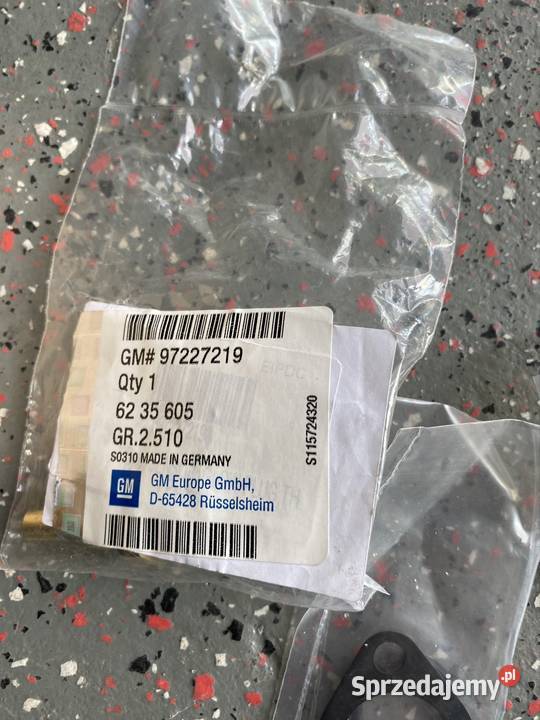 GM# 97227219
Qty 1
62 35 605
GR.2.510
S0310 MADE IN GERMANY
GM
GM Europe GmbH,
D-65428 Rüsselsheim
S115724320
EIPDC
Sprzedajemy.pl